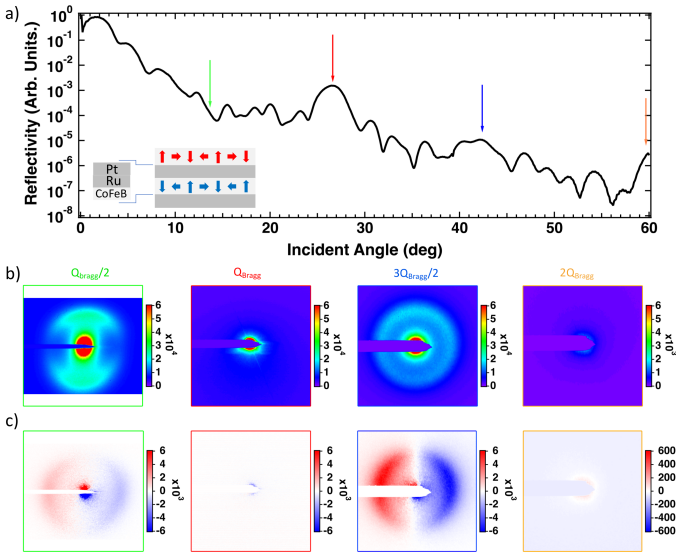 a)
Reflectivity (Arb. Units.)
10⁰
10⁻¹
10⁻²
10⁻³
10⁻⁴
10⁻⁵
10⁻⁶
10⁻⁷
10⁻⁸
Pt
Ru
CoFeB
0 10 20 30 40 50 60
Incident Angle (deg)
b)
Q_bragg/2 Q_Bragg 3Q_Bragg/2 2Q_Bragg
6 5 4 3 2 1 0 x10⁴
6 5 4 3 2 1 0 x10⁴
6 5 4 3 2 1 0 x10⁴
6 5 4 3 2 1 0 x10³
c)
6 4 2 0 -2 -4 -6 x10³
6 4 2 0 -2 -4 -6 x10³
6 4 2 0 -2 -4 -6 x10³
600 400 200 0 -200 -400 -600